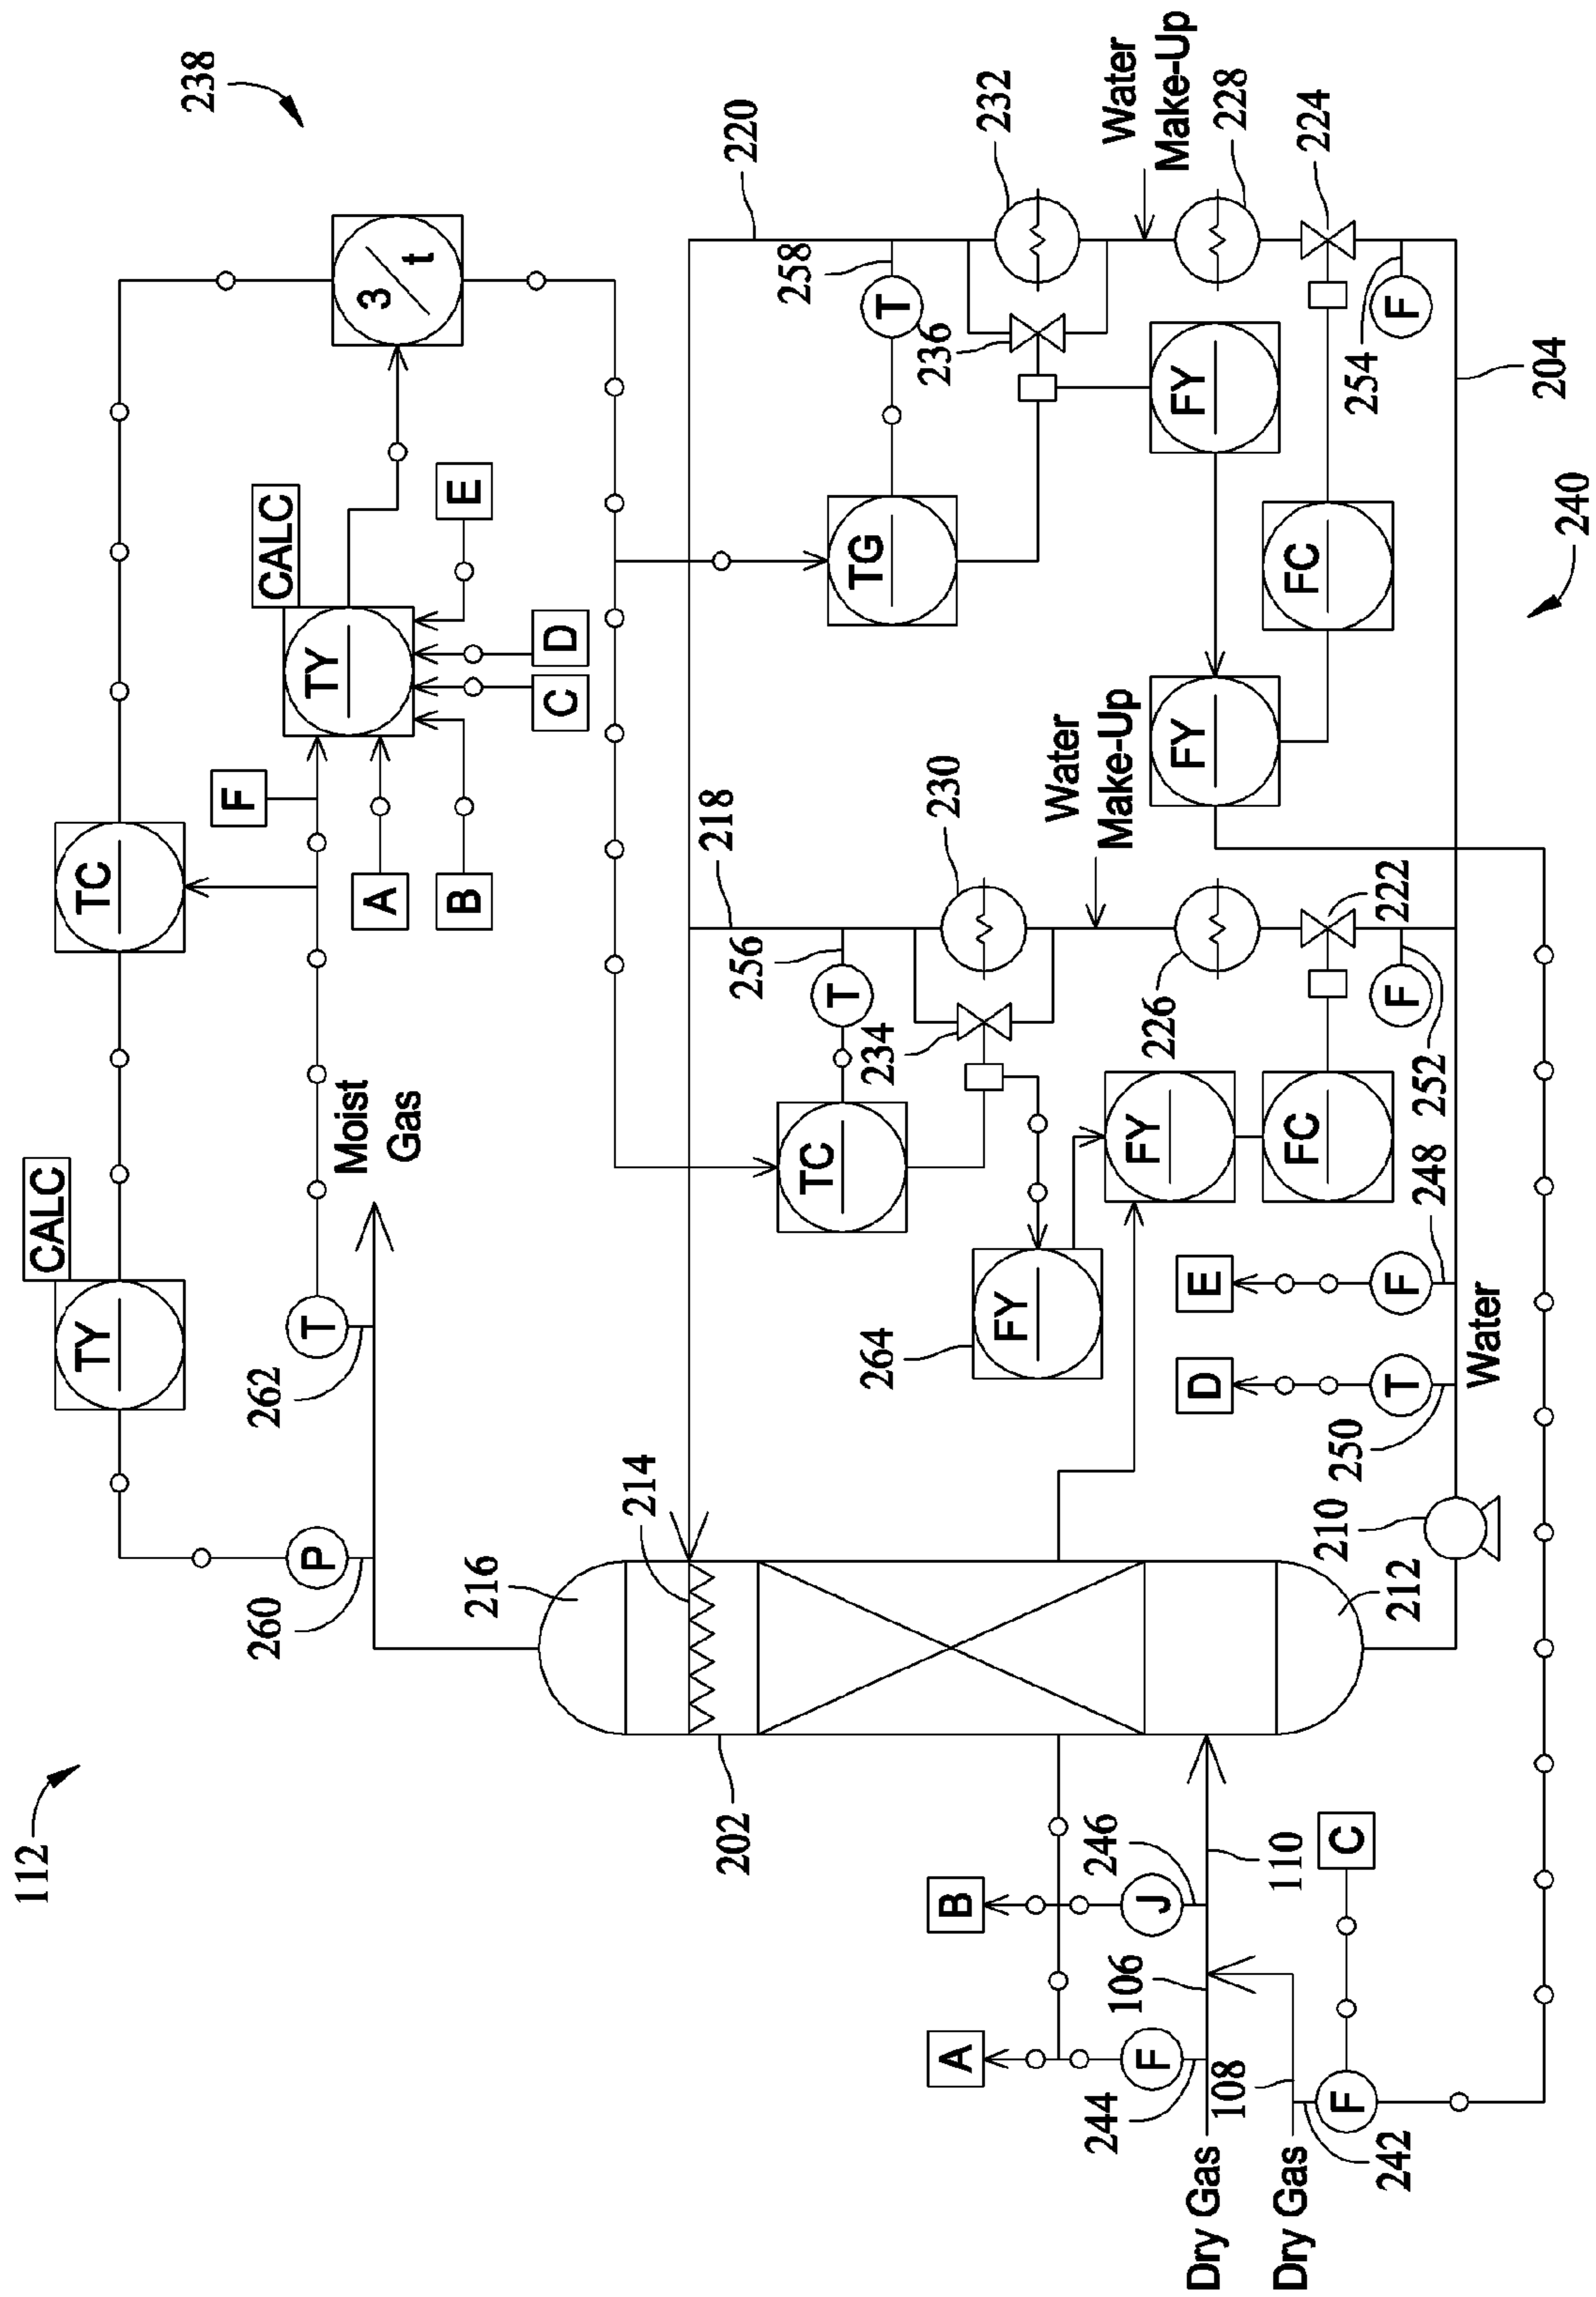 112
CALC
TY
TC
238
F
260
262
CALC
P
T
TY
Moist
Gas
A
3/t
B
E
C
D
216
214
202
218
220
256
258
TC
T
TG
T
264
234
236
230
232
A
B
FY
Water
Make-Up
Water
Make-Up
244
106
246
F
J
FY
226
FY
FY
228
Dry Gas
108
110
D
E
Dry Gas
FC
FC
224
F
C
210
250
254
242
212
T
F
F
F
222
248
252
Water
204
240